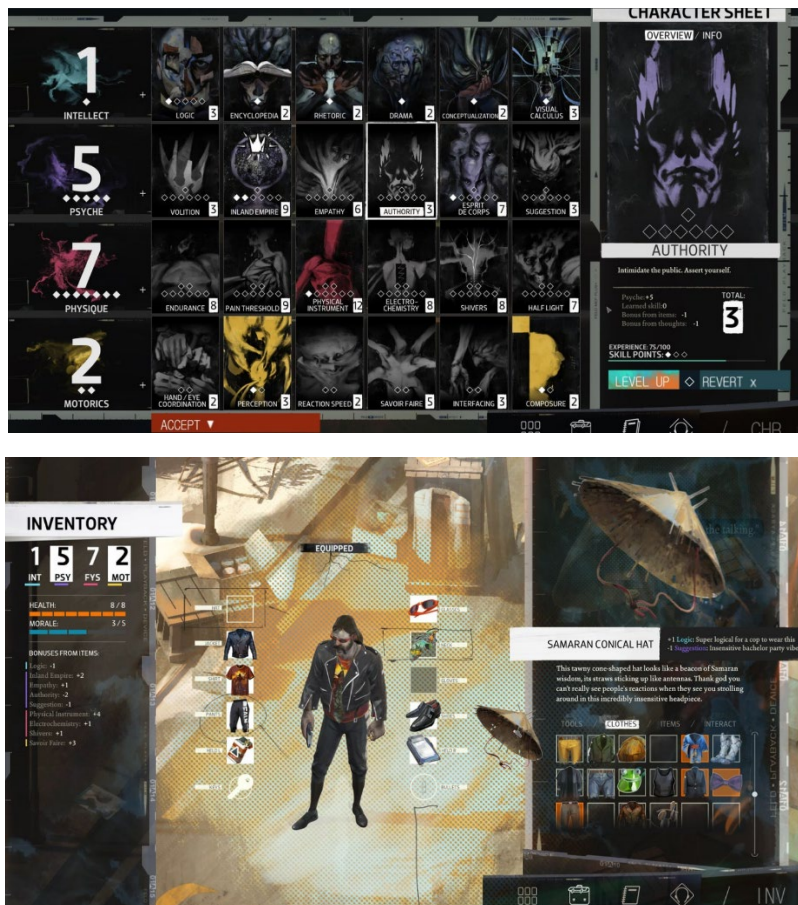 CHARACTER SHEET
OVERVIEW / INFO
1
INTELLECT
+
LOGIC 3
ENCYCLOPEDIA 2
RHETORIC 2
DRAMA 2
CONCEPTUALIZATION 2
VISUAL CALCULUS 3
5
PSYCHE
+
VOLITION 3
INLAND EMPIRE 9
EMPATHY 6
AUTHORITY 3
ESPRIT DE CORPS 7
SUGGESTION 3
7
PHYSIQUE
+
ENDURANCE 8
PAIN THRESHOLD 9
PHYSICAL INSTRUMENT 12
ELECTRO-CHEMISTRY 8
SHIVERS 8
HALF LIGHT 7
2
MOTORICS
+
HAND / EYE COORDINATION 2
PERCEPTION 3
REACTION SPEED 2
SAVOIR FAIRE 5
INTERFACING 3
COMPOSURE 2
AUTHORITY
Intimidate the public. Assert yourself.
Psyche: +5
Learned skill: 0
Bonus from items: -1
Bonus from thoughts: -1
TOTAL:
3
EXPERIENCE: 75/100
SKILL POINTS:
LEVEL UP
REVERT x
ACCEPT
/ CHR
INVENTORY
1 5 7 2
INT PSY FYS MOT
HEALTH: 8 / 8
MORALE: 3 / 5
BONUSES FROM ITEMS:
Logic: -1
Inland Empire: +2
Empathy: +1
Authority: -2
Suggestion: -1
Physical Instrument: +4
Electrochemistry: +1
Shivers: +1
Savoir Faire: +3
EQUIPPED
SAMARAN CONICAL HAT
+1 Logic: Super logical for a cop to wear this
-1 Suggestion: Insensitive bachelor party vibe
This tawny cone-shaped hat looks like a beacon of Samaran
wisdom, its straws sticking up like antennas. Thank god you
can't really see people's reactions when they see you strolling
around in this incredibly insensitive headpiece.
TOOLS / CLOTHES / ITEMS / INTERACT
/ INV